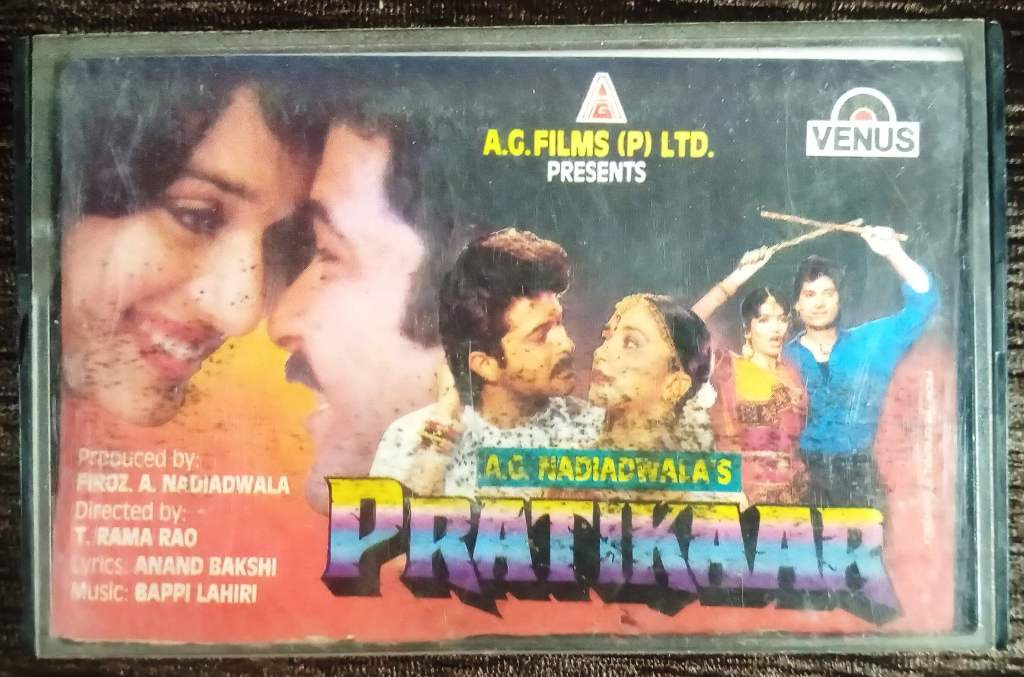 A
G
A.G. FILMS (P) LTD.
PRESENTS
VENUS
A.G. NADIADWALA'S
PRATIKAAR
Produced by:
FIROZ. A. NADIADWALA
Directed by:
T. RAMA RAO
Lyrics: ANAND BAKSHI
Music: BAPPI LAHIRI